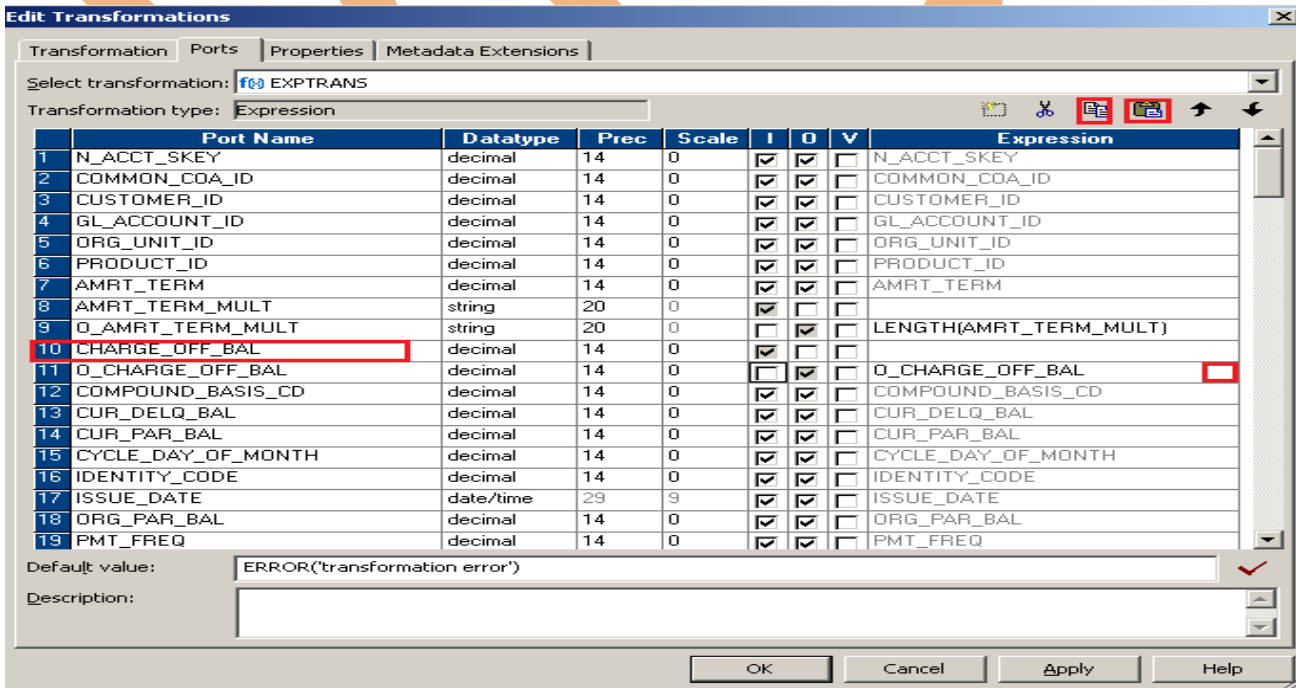 Edit Transformations
Transformation Ports Properties Metadata Extensions
Select transformation: f(x) EXPTRANS
Transformation type: Expression
Port Name Datatype Prec Scale I O V Expression
1 N_ACCT_SKEY decimal 14 0 N_ACCT_SKEY
2 COMMON_COA_ID decimal 14 0 COMMON_COA_ID
3 CUSTOMER_ID decimal 14 0 CUSTOMER_ID
4 GL_ACCOUNT_ID decimal 14 0 GL_ACCOUNT_ID
5 ORG_UNIT_ID decimal 14 0 ORG_UNIT_ID
6 PRODUCT_ID decimal 14 0 PRODUCT_ID
7 AMRT_TERM decimal 14 0 AMRT_TERM
8 AMRT_TERM_MULT string 20 0
9 O_AMRT_TERM_MULT string 20 0 LENGTH(AMRT_TERM_MULT)
10 CHARGE_OFF_BAL decimal 14 0
11 O_CHARGE_OFF_BAL decimal 14 0 O_CHARGE_OFF_BAL
12 COMPOUND_BASIS_CD decimal 14 0 COMPOUND_BASIS_CD
13 CUR_DELQ_BAL decimal 14 0 CUR_DELQ_BAL
14 CUR_PAR_BAL decimal 14 0 CUR_PAR_BAL
15 CYCLE_DAY_OF_MONTH decimal 14 0 CYCLE_DAY_OF_MONTH
16 IDENTITY_CODE decimal 14 0 IDENTITY_CODE
17 ISSUE_DATE date/time 29 9 ISSUE_DATE
18 ORG_PAR_BAL decimal 14 0 ORG_PAR_BAL
19 PMT_FREQ decimal 14 0 PMT_FREQ
Default value: ERROR('transformation error')
Description:
OK Cancel Apply Help